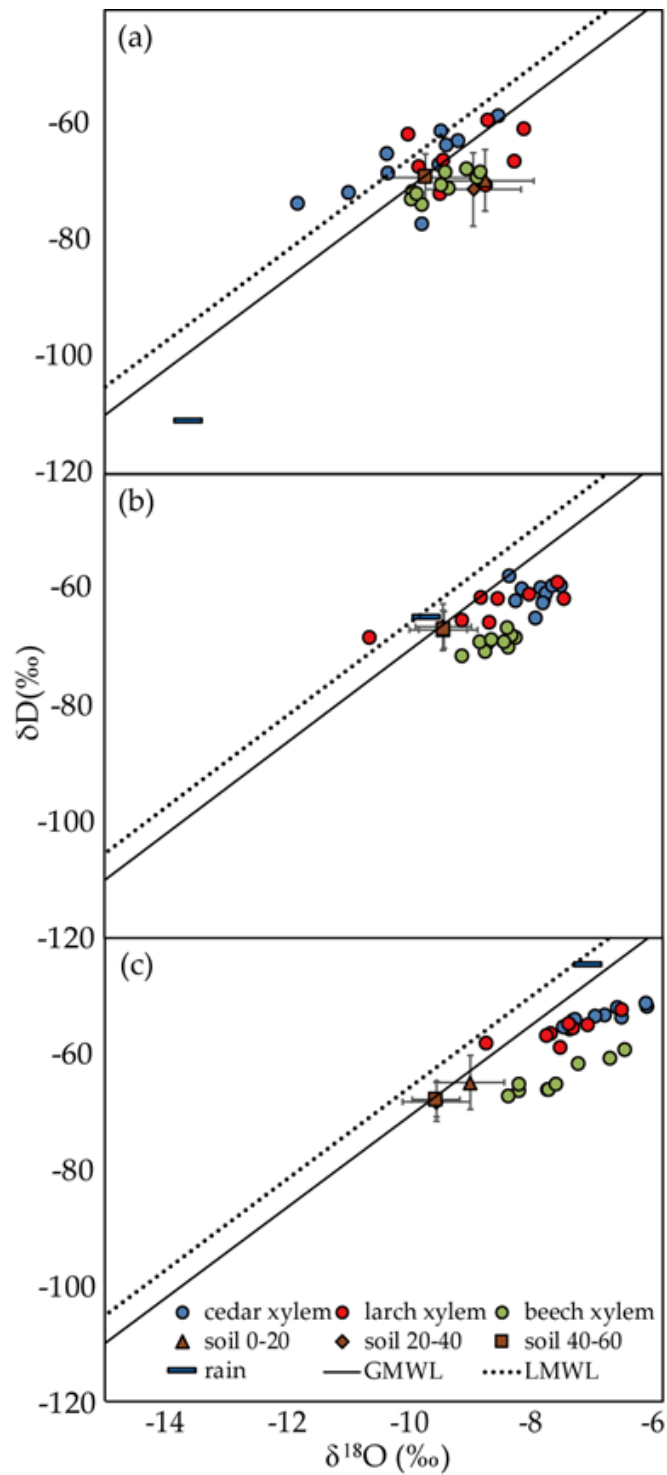 (a)
-60
-80
-100
-120
(b)
-60
-80
-100
-120
δD(‰)
(c)
-60
-80
-100
-120
cedar xylem larch xylem beech xylem
soil 0-20 soil 20-40 soil 40-60
rain GMWL LMWL
-14 -12 -10 -8 -6
δ¹⁸O (‰)